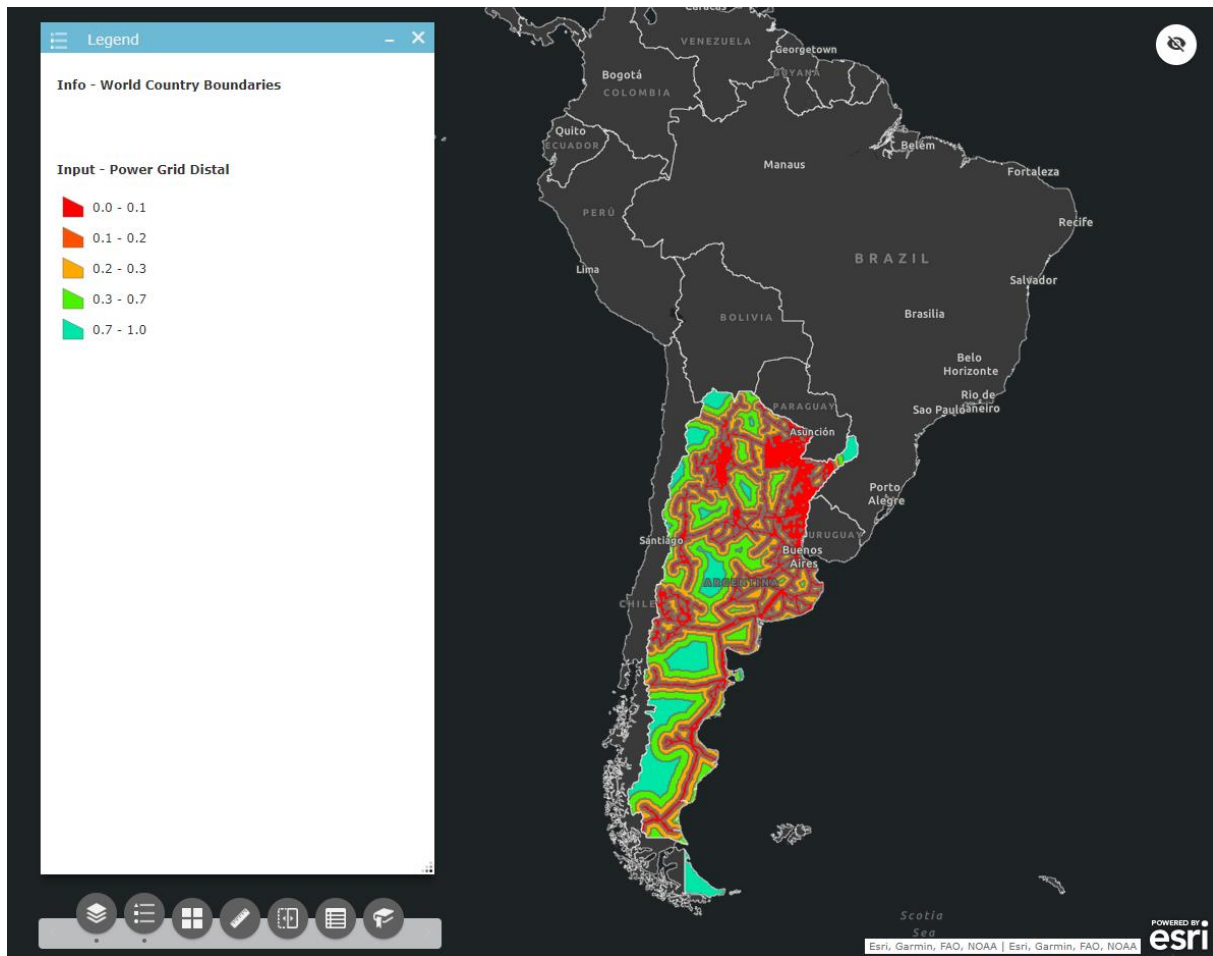 Legend
Info - World Country Boundaries
Input - Power Grid Distal
0.0 - 0.1
0.1 - 0.2
0.2 - 0.3
0.3 - 0.7
0.7 - 1.0
Caracas
VENEZUELA
Georgetown
GUYANA
Bogotá
COLOMBIA
Quito
ECUADOR
Belém
Manaus
Fortaleza
PERÚ
Recife
BRAZIL
Lima
Salvador
BOLIVIA
Brasilia
Belo
Horizonte
Rio de
Janeiro
Sao Paulo
PARAGUAY
Asunción
Porto
Alegre
Santiago
URUGUAY
Buenos
Aires
ARGENTINA
CHILE
Scotia
Sea
Esri, Garmin, FAO, NOAA | Esri, Garmin, FAO, NOAA
POWERED BY
esri